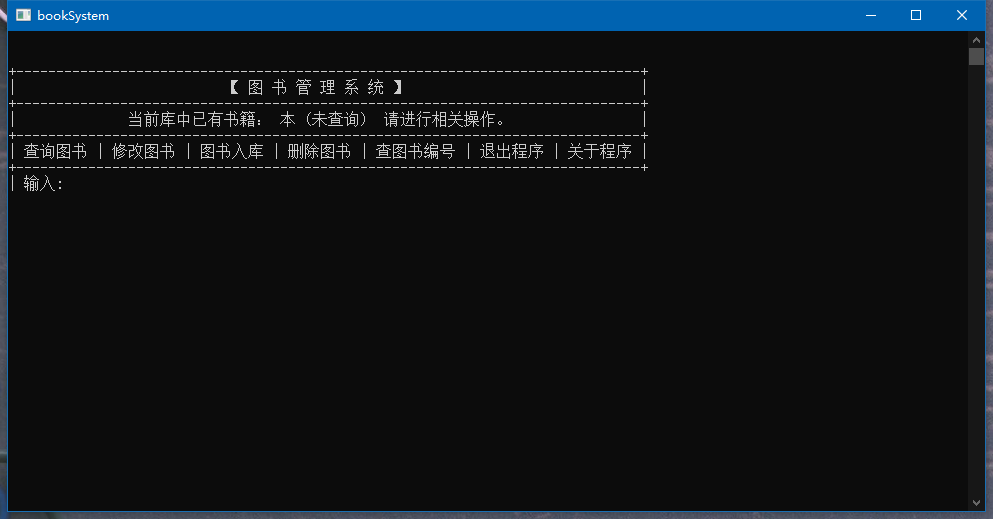 bookSystem
【 图 书 管 理 系 统 】
当前库中已有书籍： 本（未查询） 请进行相关操作。
| 查询图书 | 修改图书 | 图书入库 | 删除图书 | 查图书编号 | 退出程序 | 关于程序 |
| 输入: